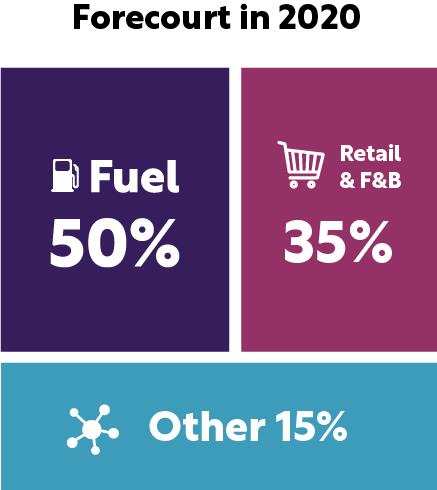 Forecourt in 2020
Fuel
50%
Retail
& F&B
35%
Other 15%